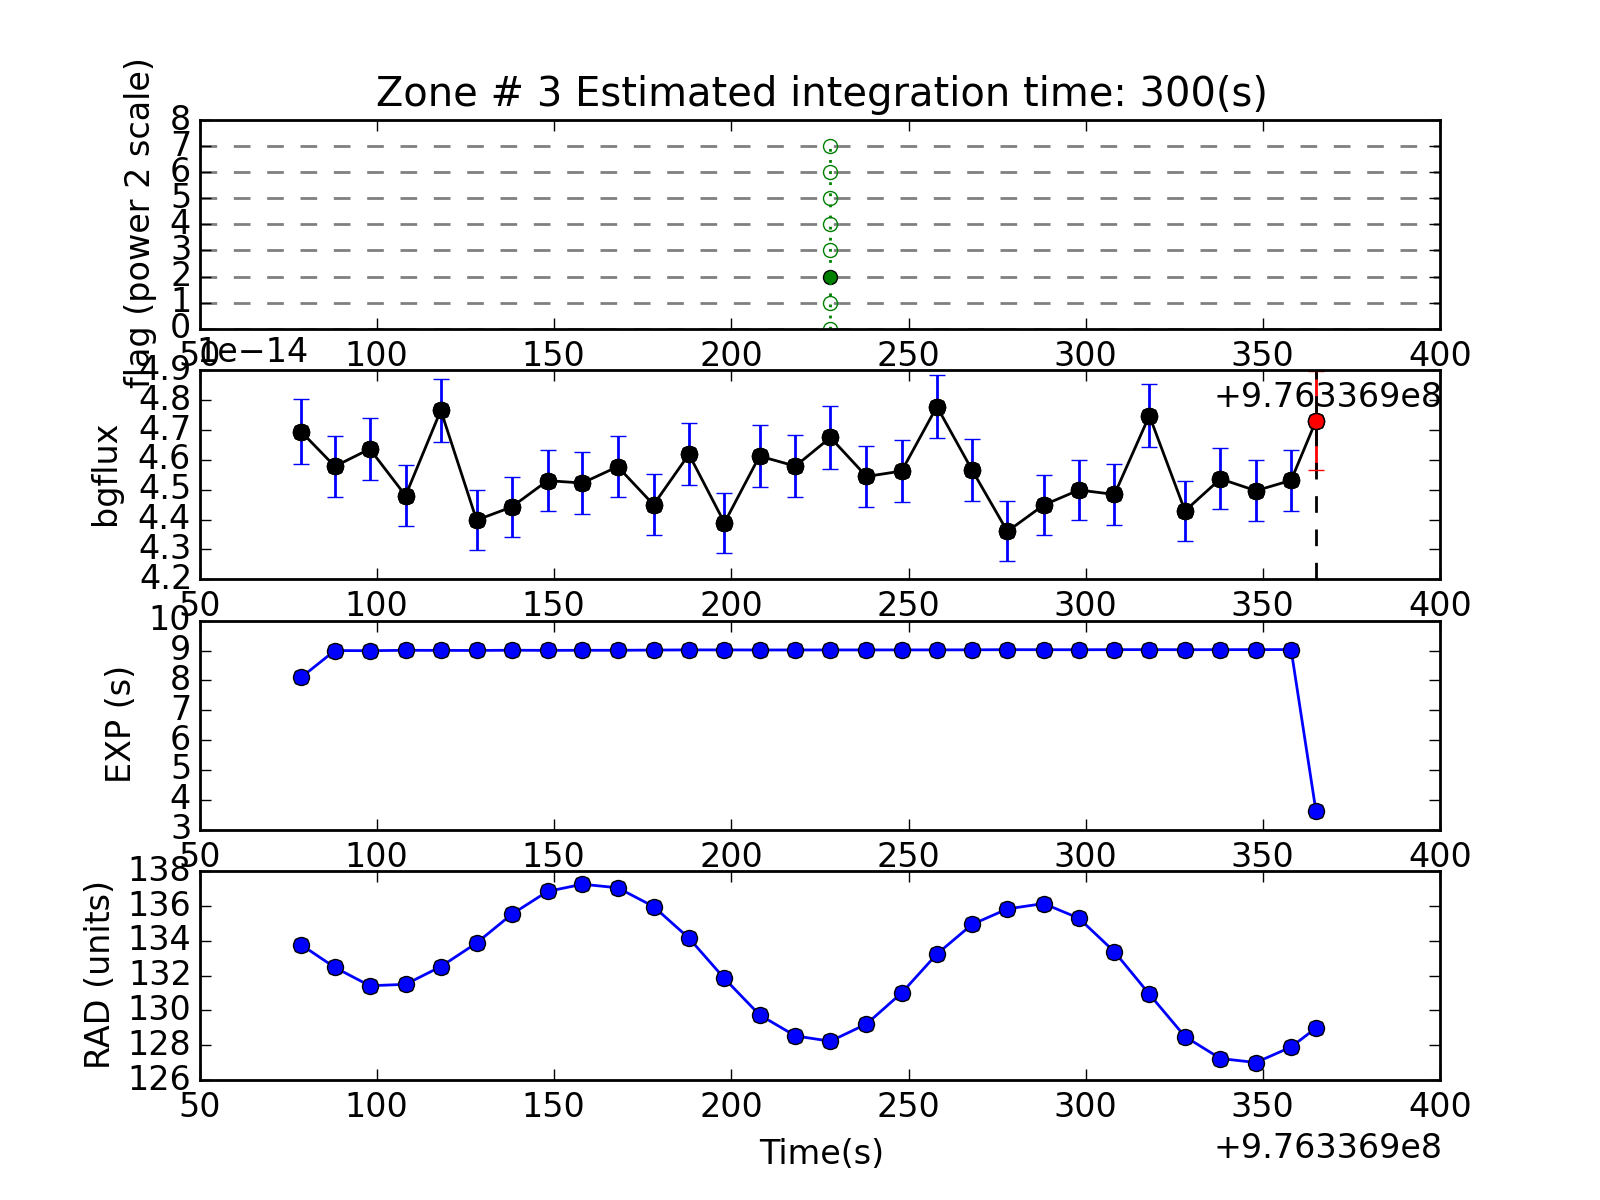 Zone # 3 Estimated integration time: 300(s)
flag (power 2 scale)
8
7
6
5
4
3
2
1
0
50 100 150 200 250 300 350 400
+9.763369e8
1e−14
bgflux
4.9
4.8
4.7
4.6
4.5
4.4
4.3
4.2
50 100 150 200 250 300 350 400
EXP (s)
10
9
8
7
6
5
4
3
50 100 150 200 250 300 350 400
RAD (units)
138
136
134
132
130
128
126
50 100 150 200 250 300 350 400
Time(s)
+9.763369e8